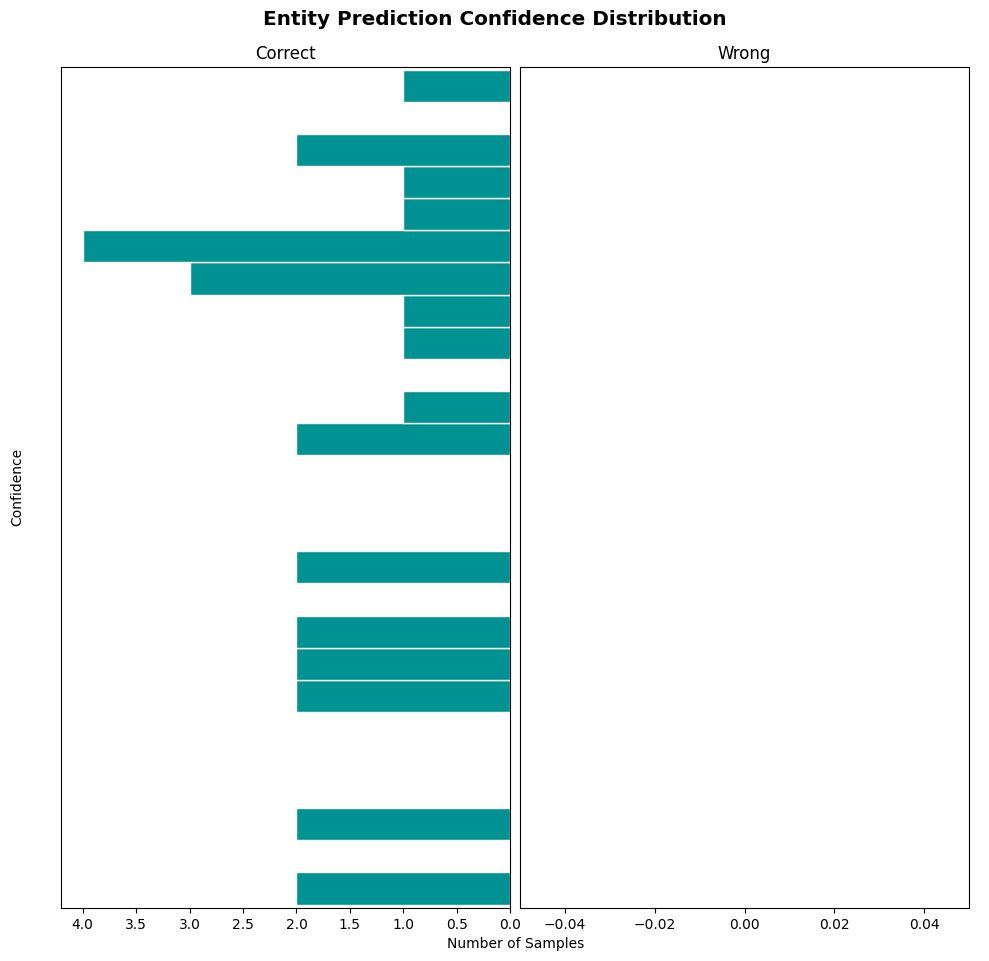 Entity Prediction Confidence Distribution
Correct
Wrong
Confidence
4.0 3.5 3.0 2.5 2.0 1.5 1.0 0.5 0.0
−0.04 −0.02 0.00 0.02 0.04
Number of Samples